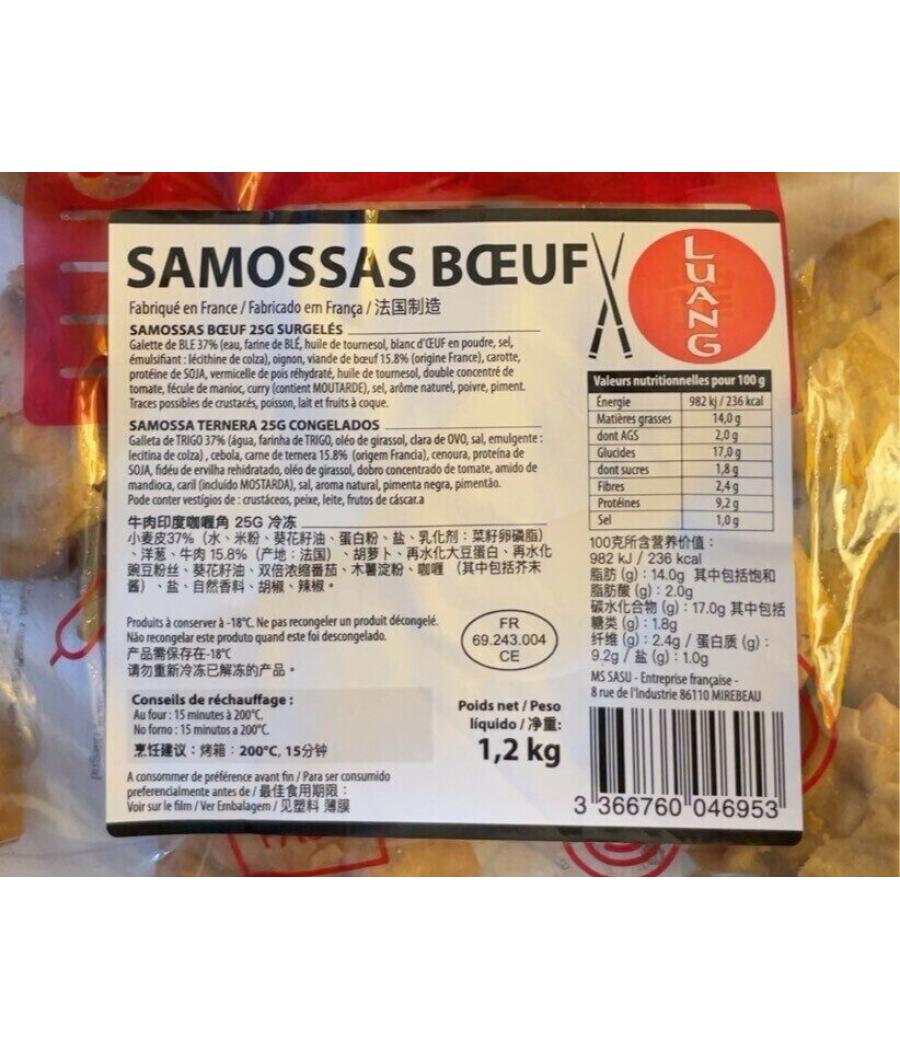 SAMOSSAS BŒUF
LUANG
Fabriqué en France / Fabricado em França / 法国制造
SAMOSSAS BŒUF 25G SURGELÉS
Galette de BLE 37% (eau, farine de BLÉ, huile de tournesol, blanc d'ŒUF en poudre, sel,
émulsifiant : lécithine de colza), oignon, viande de bœuf 15.8% (origine France), carotte,
protéine de SOJA, vermicelle de pois réhydraté, huile de tournesol, double concentré de
tomate, fécule de manioc, curry (contient MOUTARDE), sel, arôme naturel, poivre, piment.
Traces possibles de crustacés, poisson, lait et fruits à coque.
SAMOSSA TERNERA 25G CONGELADOS
Galleta de TRIGO 37% (água, farinha de TRIGO, oléo de girassol, clara de OVO, sal, emulgente :
lecitina de colza) , cebola, carne de ternera 15.8% (origem Francia), cenoura, proteína de
SOJA, fidéu de ervilha rehidratado, oléo de girassol, dobro concentrado de tomate, amido de
mandioca, caril (incluído MOSTARDA), sal, aroma natural, pimenta negra, pimentão.
Pode conter vestígios de : crustáceos, peixe, leite, frutos de cáscar.a
牛肉印度咖喱角 25G 冷冻
小麦皮37%（水、米粉、葵花籽油、蛋白粉、盐、乳化剂：菜籽卵磷脂）
、洋葱、牛肉 15.8%（产地：法国）、胡萝卜、再水化大豆蛋白、再水化
豌豆粉丝、葵花籽油、双倍浓缩番茄、木薯淀粉、咖喱 （其中包括芥末
酱）、盐、自然香料、胡椒、辣椒。
Produits à conserver à -18°C. Ne pas recongeler un produit décongelé.
Não recongelar este produto quando este foi descongelado.
产品需保存在-18°C
请勿重新冷冻已解冻的产品。
FR
69.243.004
CE
Conseils de réchauffage :
Au four : 15 minutes à 200°C.
No forno : 15 minutos a 200°C.
烹饪建议：烤箱：200°C, 15分钟
Poids net / Peso
líquido / 净重:
1,2 kg
A consommer de préférence avant fin / Para ser consumido
preferencialmente antes de / 最佳食用期限：
Voir sur le film / Ver Embalagem / 见塑料 薄膜
Valeurs nutritionnelles pour 100 g
Énergie 982 kj / 236 kcal
Matières grasses 14,0 g
dont AGS 2,0 g
Glucides 17,0 g
dont sucres 1,8 g
Fibres 2,4 g
Protéines 9,2 g
Sel 1,0 g
100克所含营养价值：
982 kJ / 236 kcal
脂肪 (g)：14.0g 其中包括饱和
脂肪酸 (g)：2.0g
碳水化合物 (g)：17.0g 其中包括
糖类 (g)：1.8g
纤维 (g)：2.4g / 蛋白质 (g)：
9.2g / 盐 (g)：1.0g
MS SASU - Entreprise française -
8 rue de l'Industrie 86110 MIREBEAU
3 366760 046953